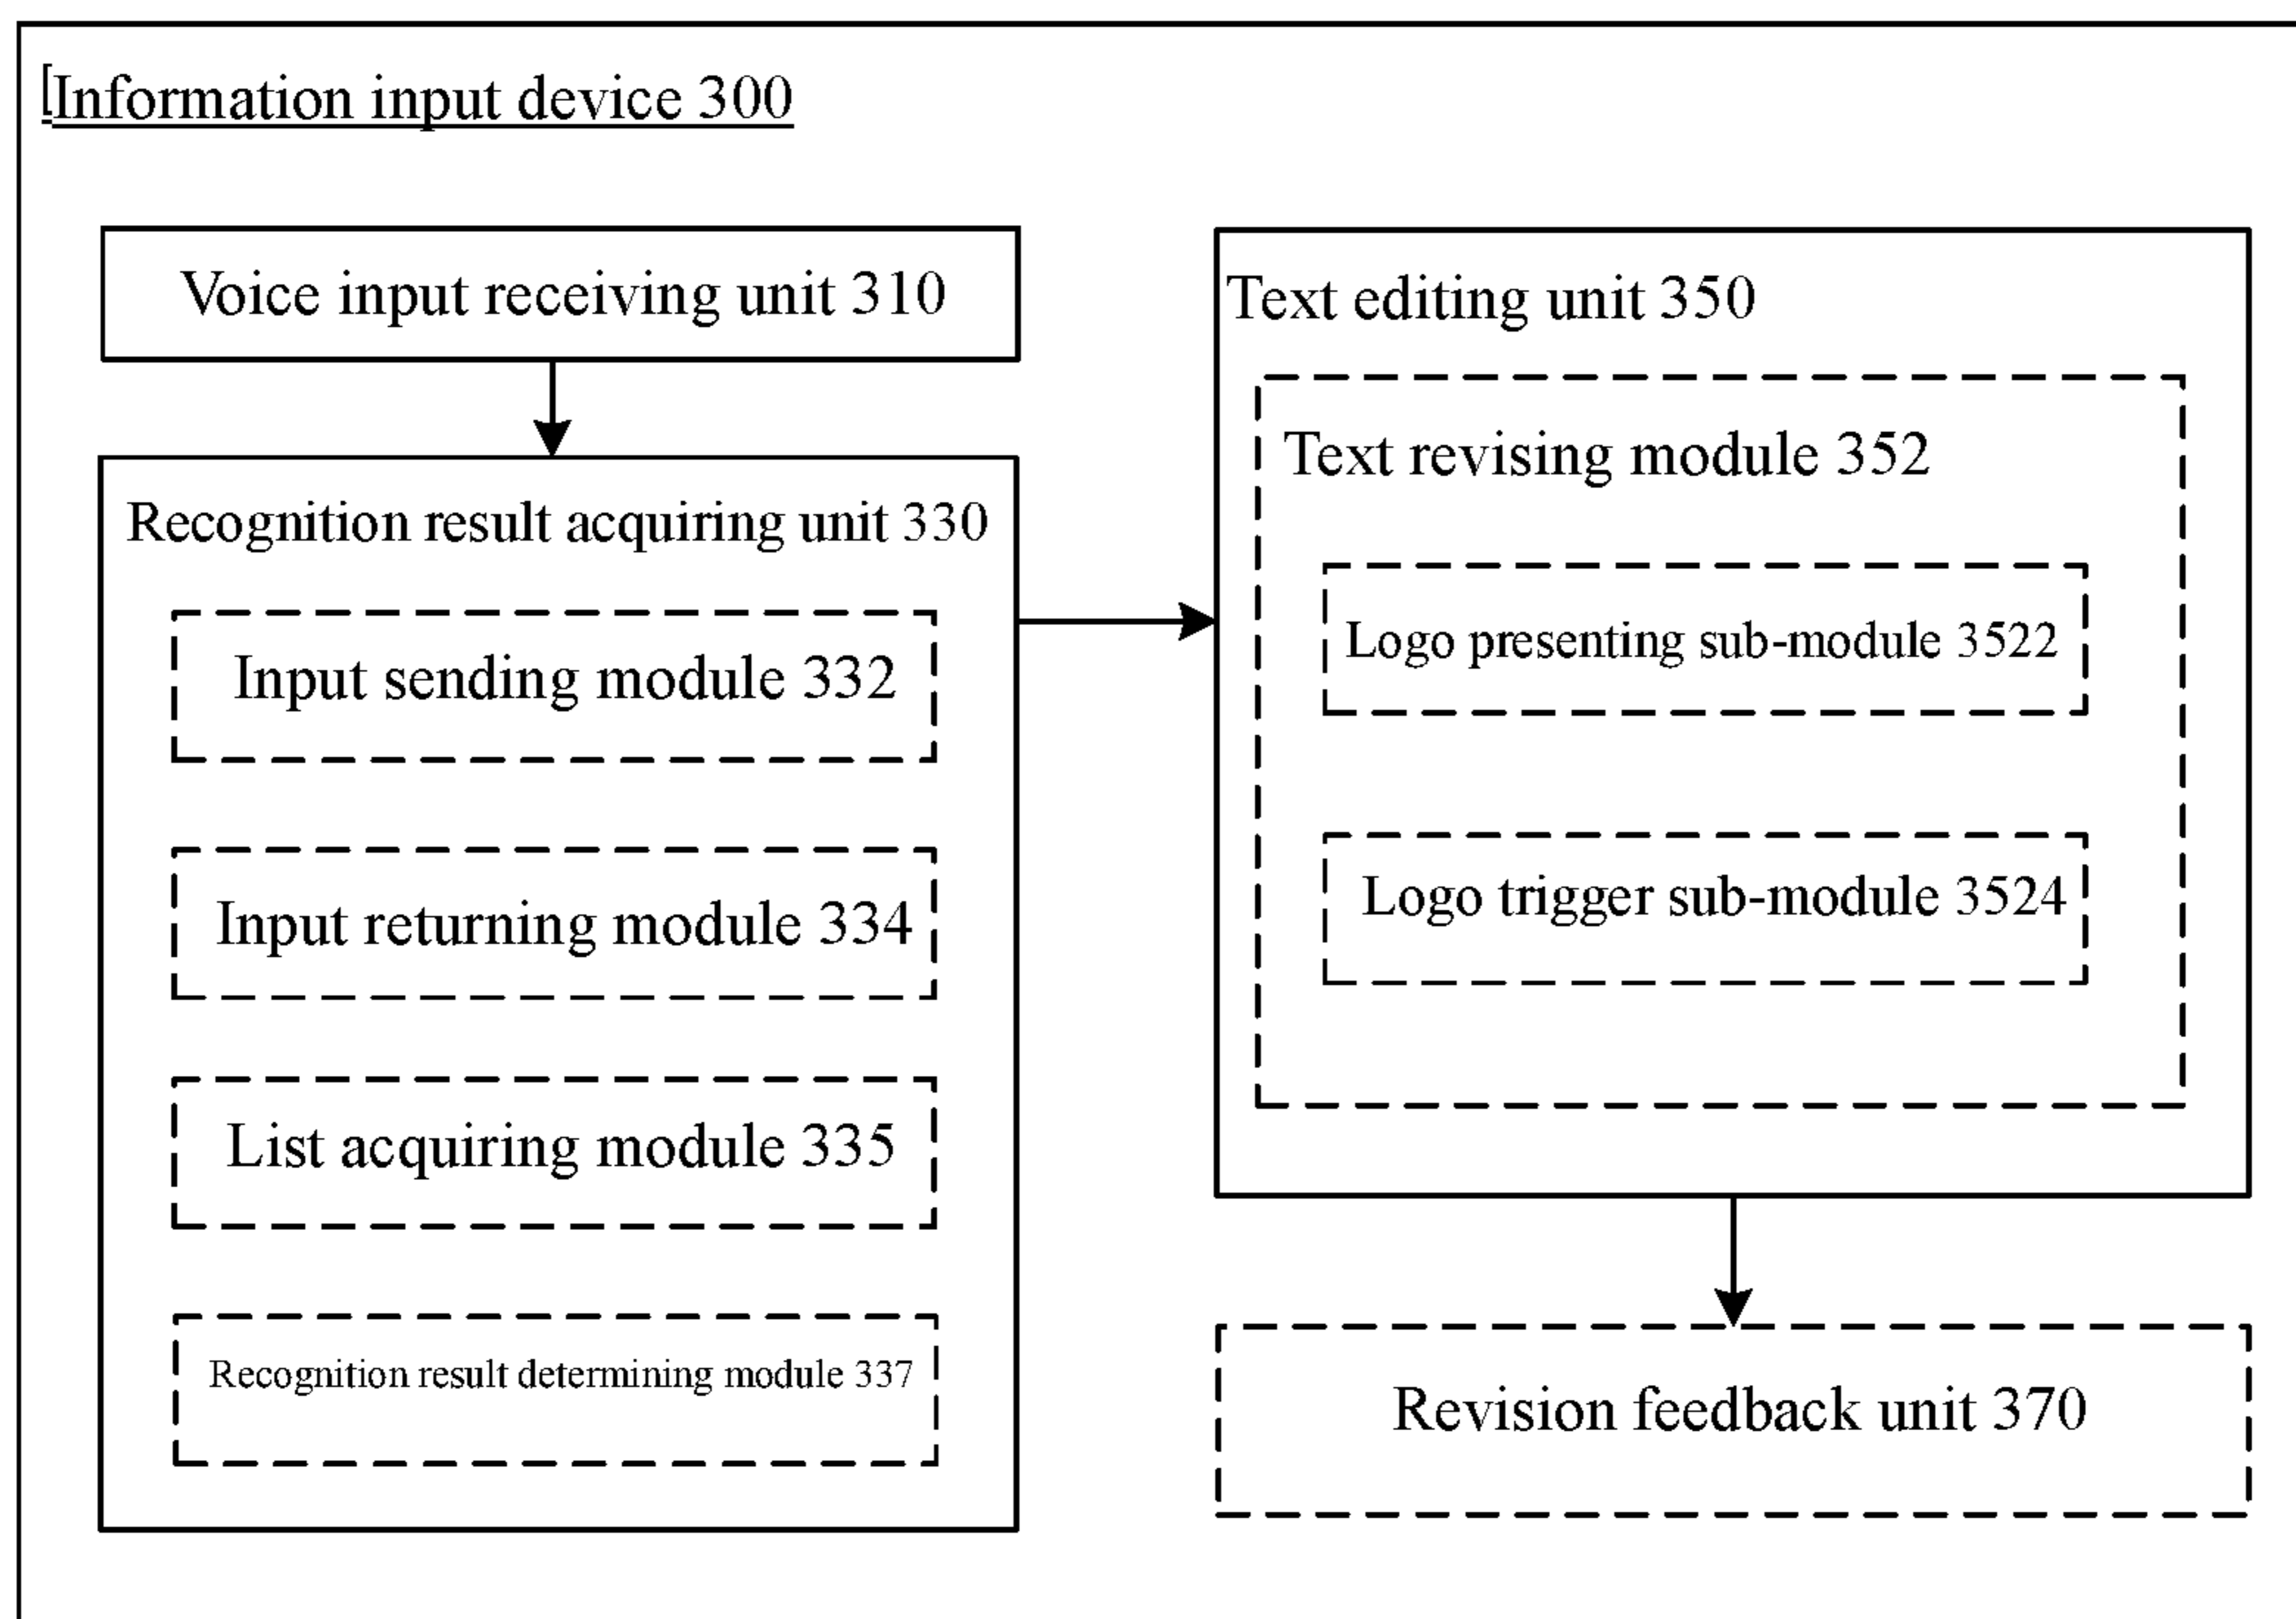 Information input device 300
Voice input receiving unit 310
Recognition result acquiring unit 330
Input sending module 332
Input returning module 334
List acquiring module 335
Recognition result determining module 337
Text editing unit 350
Text revising module 352
Logo presenting sub-module 3522
Logo trigger sub-module 3524
Revision feedback unit 370